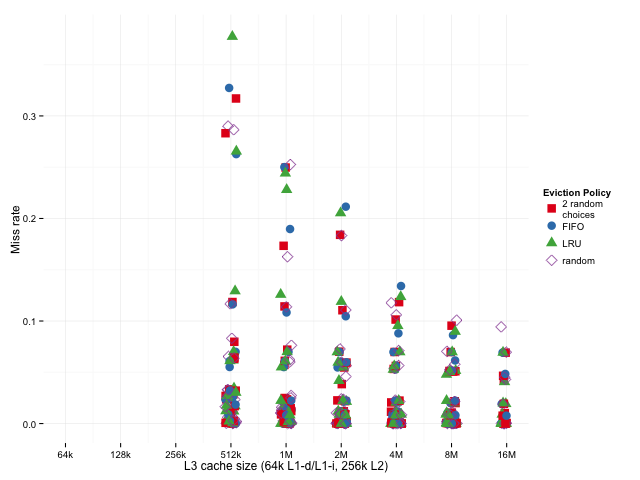 Miss rate
0.3
0.2
0.1
0.0
64k 128k 256k 512k 1M 2M 4M 8M 16M
L3 cache size (64k L1-d/L1-i, 256k L2)
Eviction Policy
2 random
choices
FIFO
LRU
random